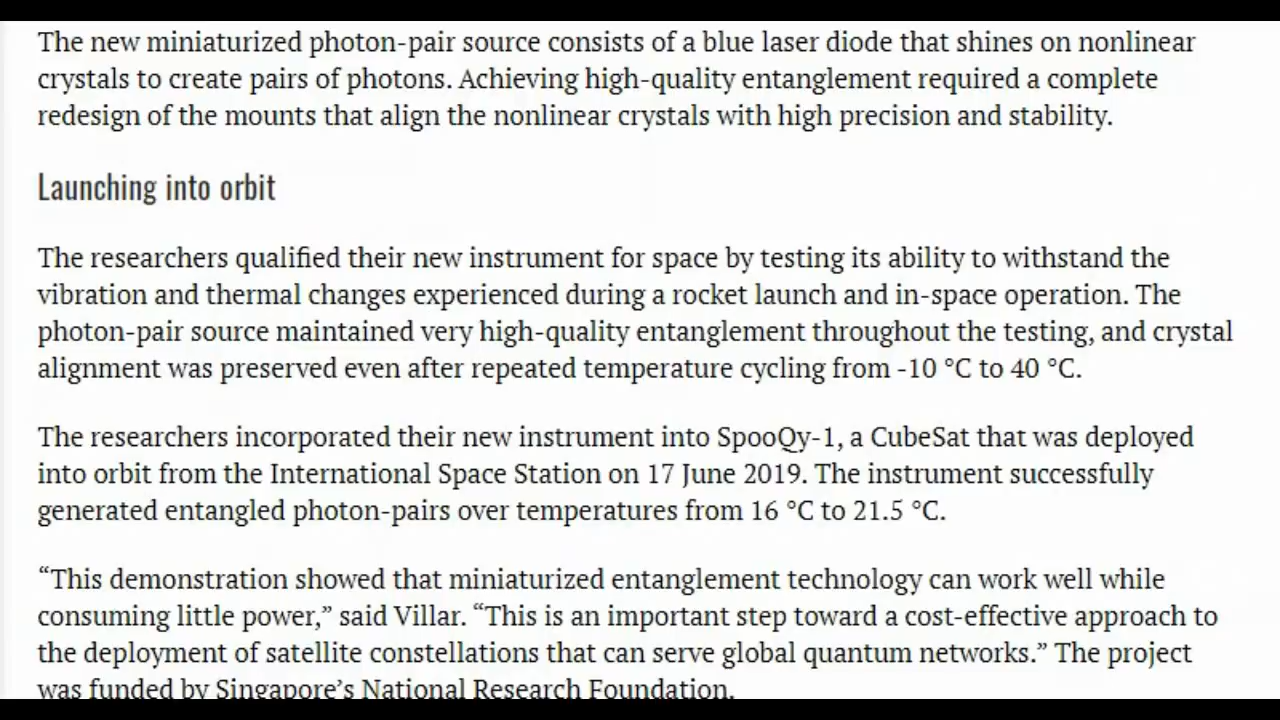 The new miniaturized photon-pair source consists of a blue laser diode that shines on nonlinear
crystals to create pairs of photons. Achieving high-quality entanglement required a complete
redesign of the mounts that align the nonlinear crystals with high precision and stability.
Launching into orbit
The researchers qualified their new instrument for space by testing its ability to withstand the
vibration and thermal changes experienced during a rocket launch and in-space operation. The
photon-pair source maintained very high-quality entanglement throughout the testing, and crystal
alignment was preserved even after repeated temperature cycling from -10 °C to 40 °C.
The researchers incorporated their new instrument into SpooQy-1, a CubeSat that was deployed
into orbit from the International Space Station on 17 June 2019. The instrument successfully
generated entangled photon-pairs over temperatures from 16 °C to 21.5 °C.
“This demonstration showed that miniaturized entanglement technology can work well while
consuming little power,” said Villar. “This is an important step toward a cost-effective approach to
the deployment of satellite constellations that can serve global quantum networks.” The project
was funded by Singapore’s National Research Foundation.